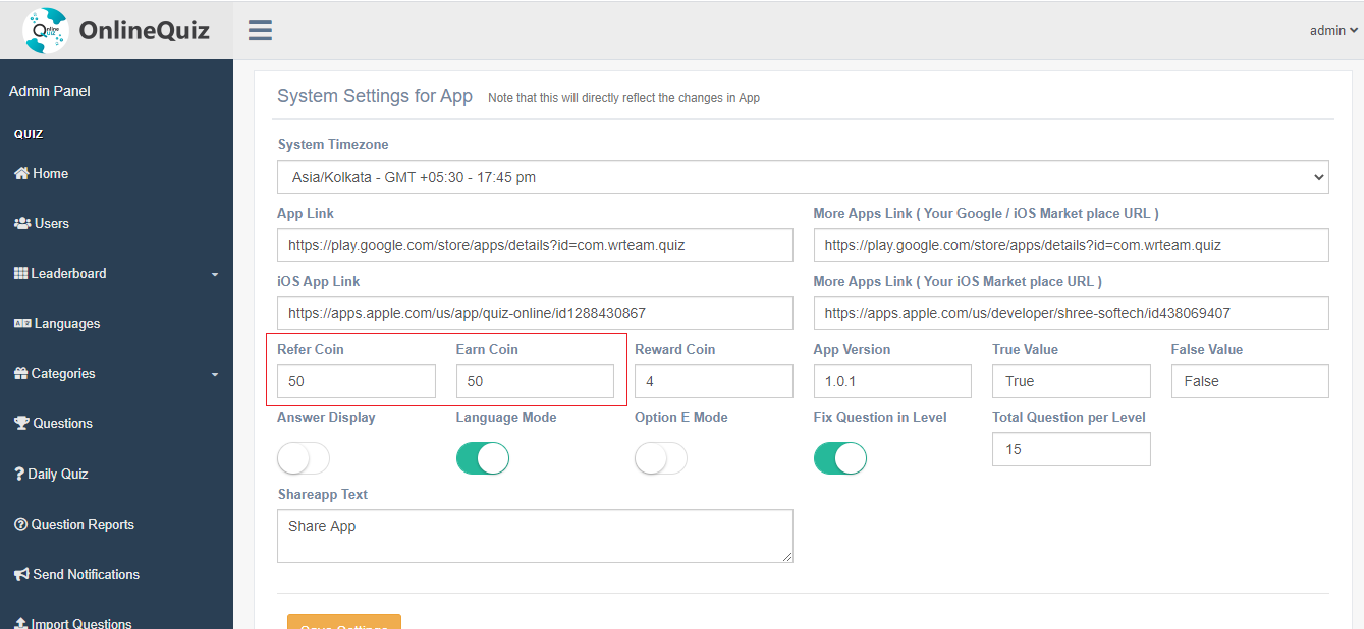 Online
QUIZ
OnlineQuiz
admin
Admin Panel
QUIZ
Home
Users
Leaderboard
Languages
Categories
Questions
Daily Quiz
Question Reports
Send Notifications
Import Questions
System Settings for App Note that this will directly reflect the changes in App
System Timezone
Asia/Kolkata - GMT +05:30 - 17:45 pm
App Link More Apps Link ( Your Google / iOS Market place URL )
https://play.google.com/store/apps/details?id=com.wrteam.quiz https://play.google.com/store/apps/details?id=com.wrteam.quiz
iOS App Link More Apps Link ( Your iOS Market place URL )
https://apps.apple.com/us/app/quiz-online/id1288430867 https://apps.apple.com/us/developer/shree-softech/id438069407
Refer Coin Earn Coin Reward Coin App Version True Value False Value
50 50 4 1.0.1 True False
Answer Display Language Mode Option E Mode Fix Question in Level Total Question per Level
15
Shareapp Text
Share App
Save Settings